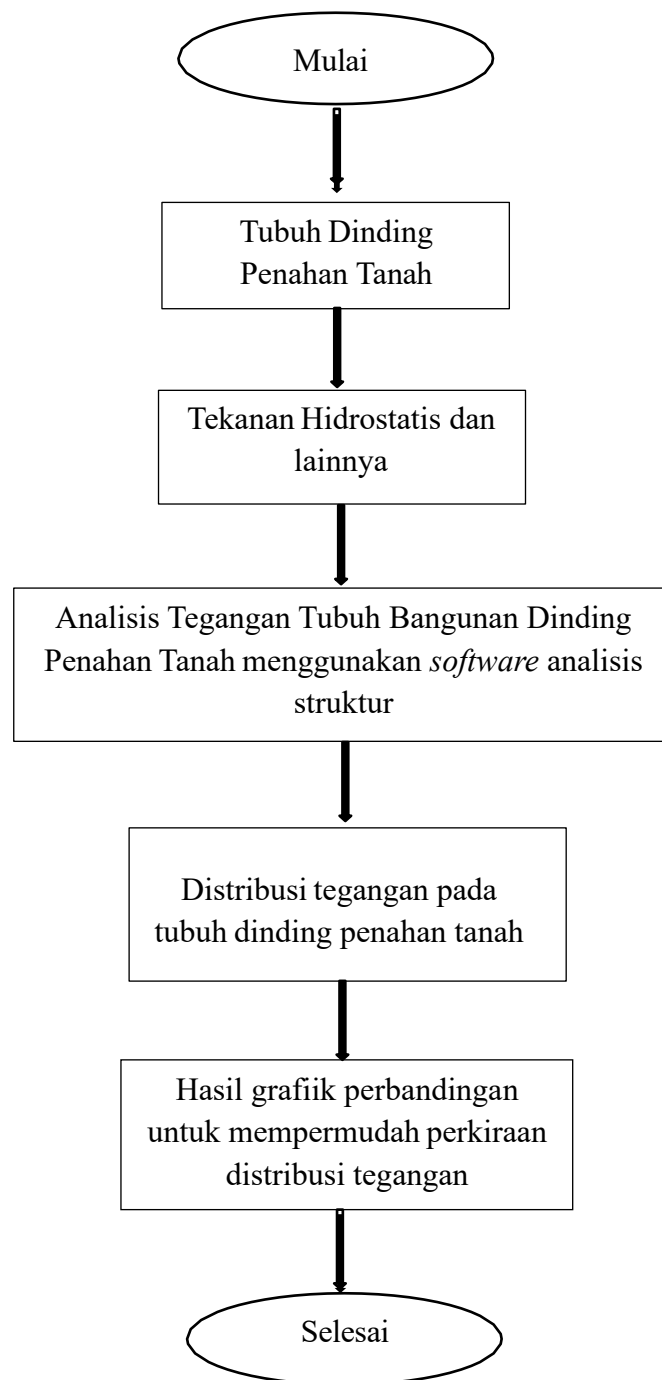 Mulai
Tubuh Dinding
Penahan Tanah
Tekanan Hidrostatis dan
lainnya
Analisis Tegangan Tubuh Bangunan Dinding
Penahan Tanah menggunakan software analisis
struktur
Distribusi tegangan pada
tubuh dinding penahan tanah
Hasil grafiik perbandingan
untuk mempermudah perkiraan
distribusi tegangan
Selesai